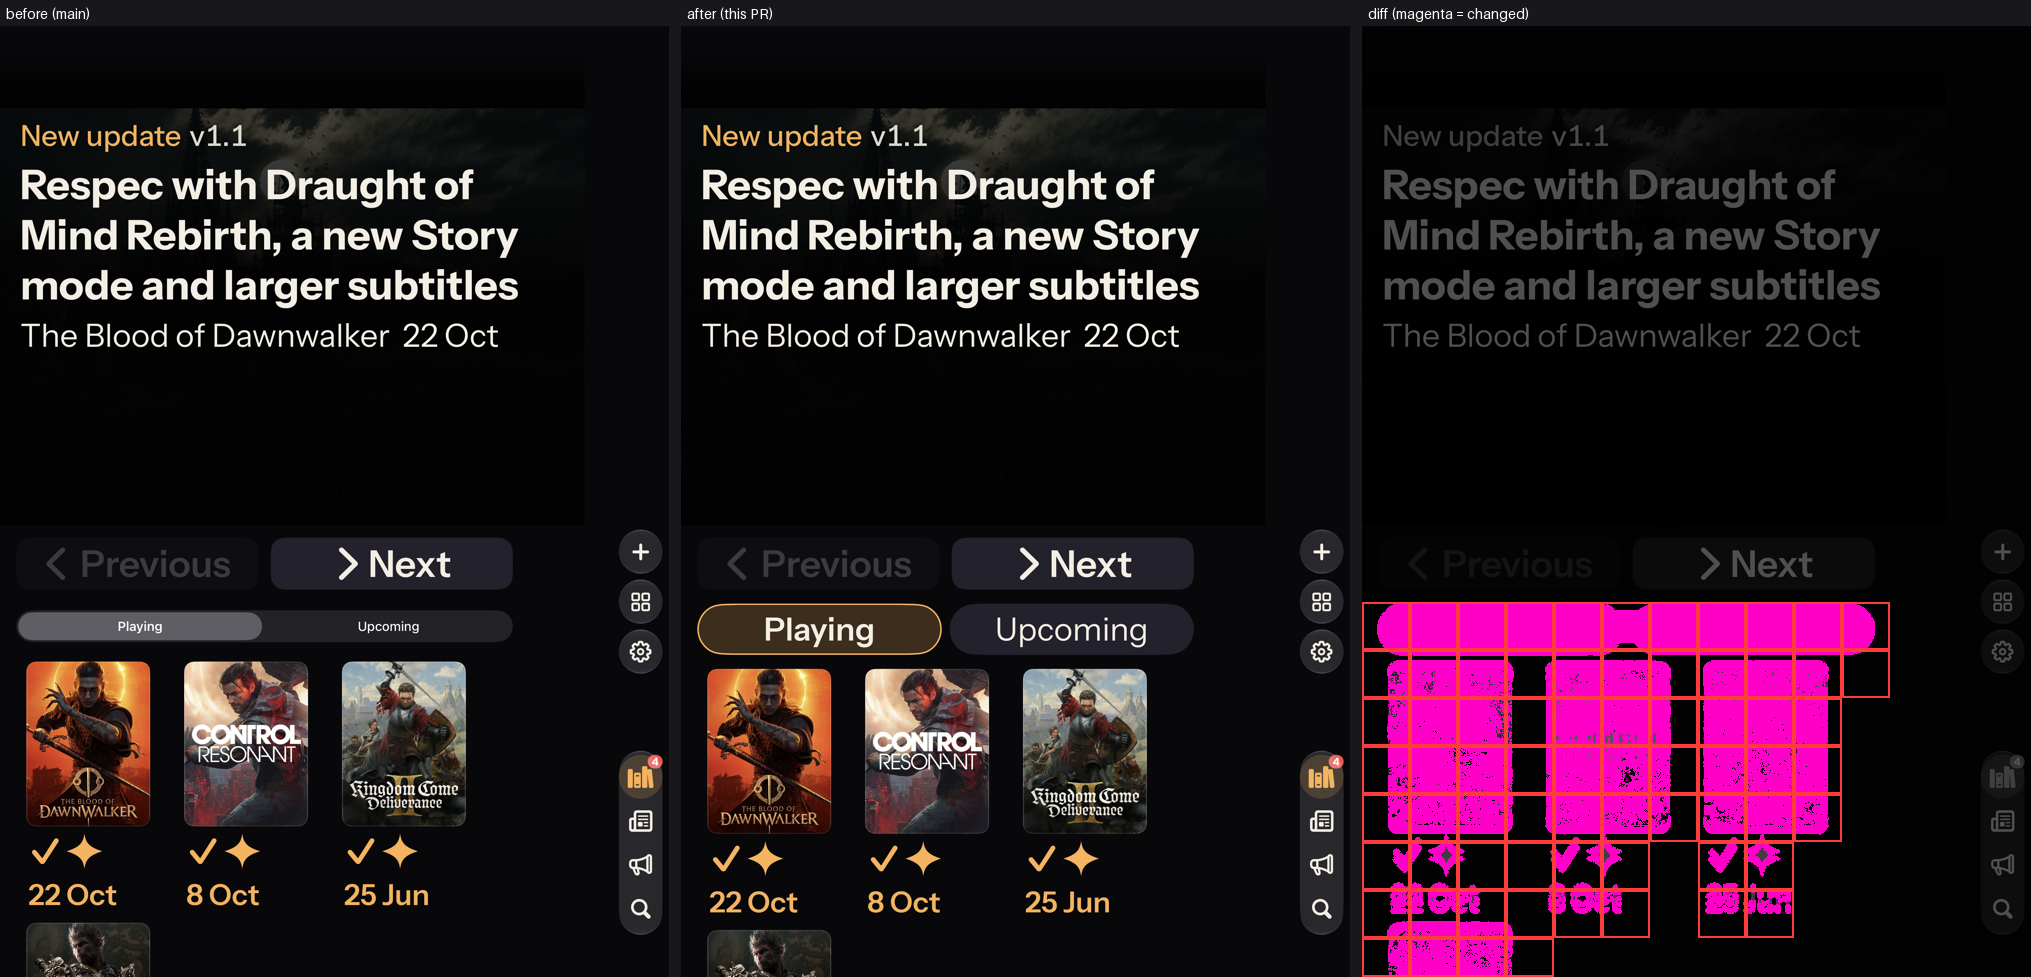 before (main)
New update v1.1
Respec with Draught of
Mind Rebirth, a new Story
mode and larger subtitles
The Blood of Dawnwalker 22 Oct
Previous
Next
Playing
Upcoming
THE BLOOD OF
DAWNWALKER
CONTROL
RESONANT
Kingdom Come
II
Deliverance
22 Oct
8 Oct
25 Jun
4
after (this PR)
New update v1.1
Respec with Draught of
Mind Rebirth, a new Story
mode and larger subtitles
The Blood of Dawnwalker 22 Oct
Previous
Next
Playing
Upcoming
THE BLOOD OF
DAWNWALKER
CONTROL
RESONANT
Kingdom Come
II
Deliverance
22 Oct
8 Oct
25 Jun
4
diff (magenta = changed)
New update v1.1
Respec with Draught of
Mind Rebirth, a new Story
mode and larger subtitles
The Blood of Dawnwalker 22 Oct
Previous
Next
4